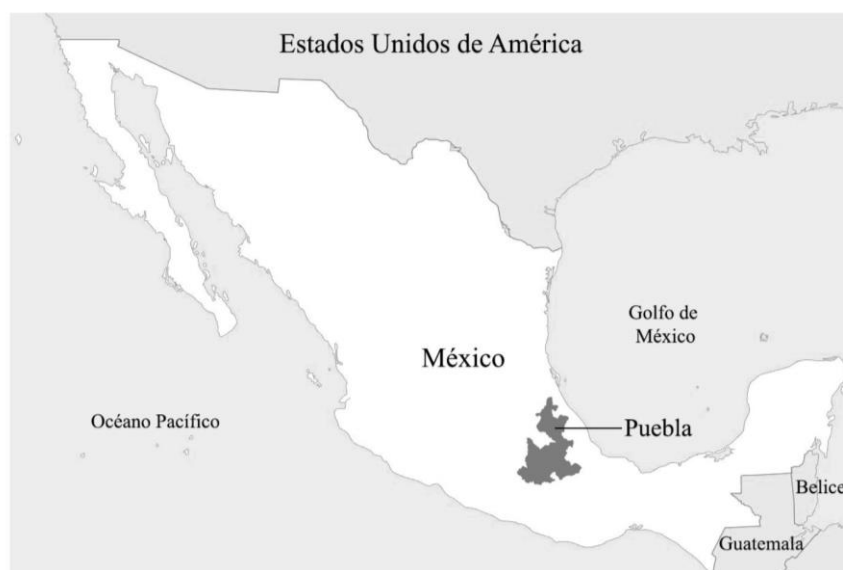 Estados Unidos de América
Golfo de
México
México
Océano Pacífico
Puebla
Belice
Guatemala